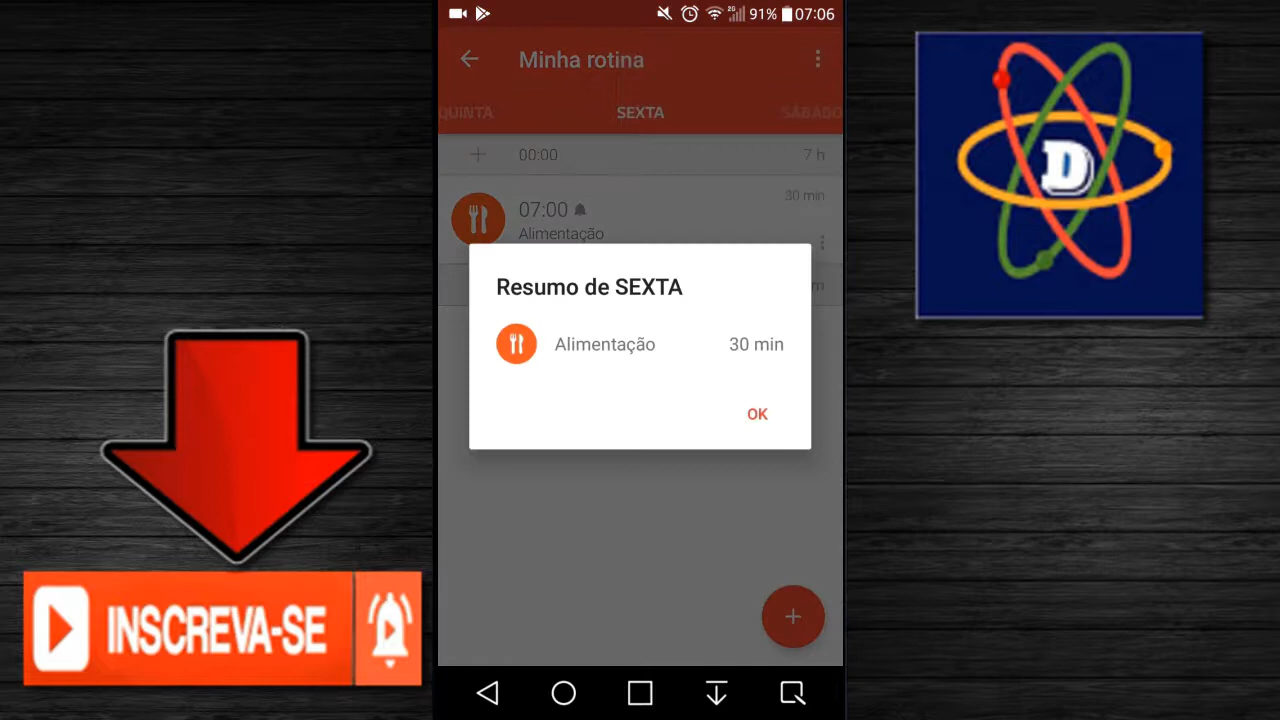 2G 91% 07:06
Minha rotina
QUINTA SEXTA SÁBADO
00:00 7 h
30 min
07:00
Alimentação
m
Resumo de SEXTA
Alimentação 30 min
OK
D
INSCREVA-SE